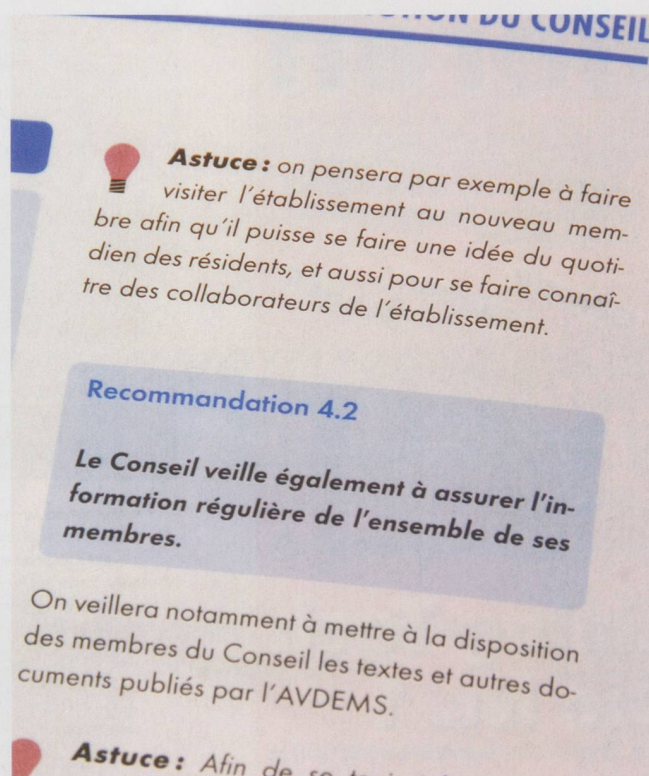 DU CONSEIL
Astuce : on pensera par exemple à faire
visiter l'établissement au nouveau mem-
bre afin qu'il puisse se faire une idée du quoti-
dien des résidents, et aussi pour se faire connaî-
tre des collaborateurs de l'établissement.
Recommandation 4.2
Le Conseil veille également à assurer l'in-
formation régulière de l'ensemble de ses
membres.
On veillera notamment à mettre à la disposition
des membres du Conseil les textes et autres do-
cuments publiés par l'AVDEMS.
Astuce : Afin de se